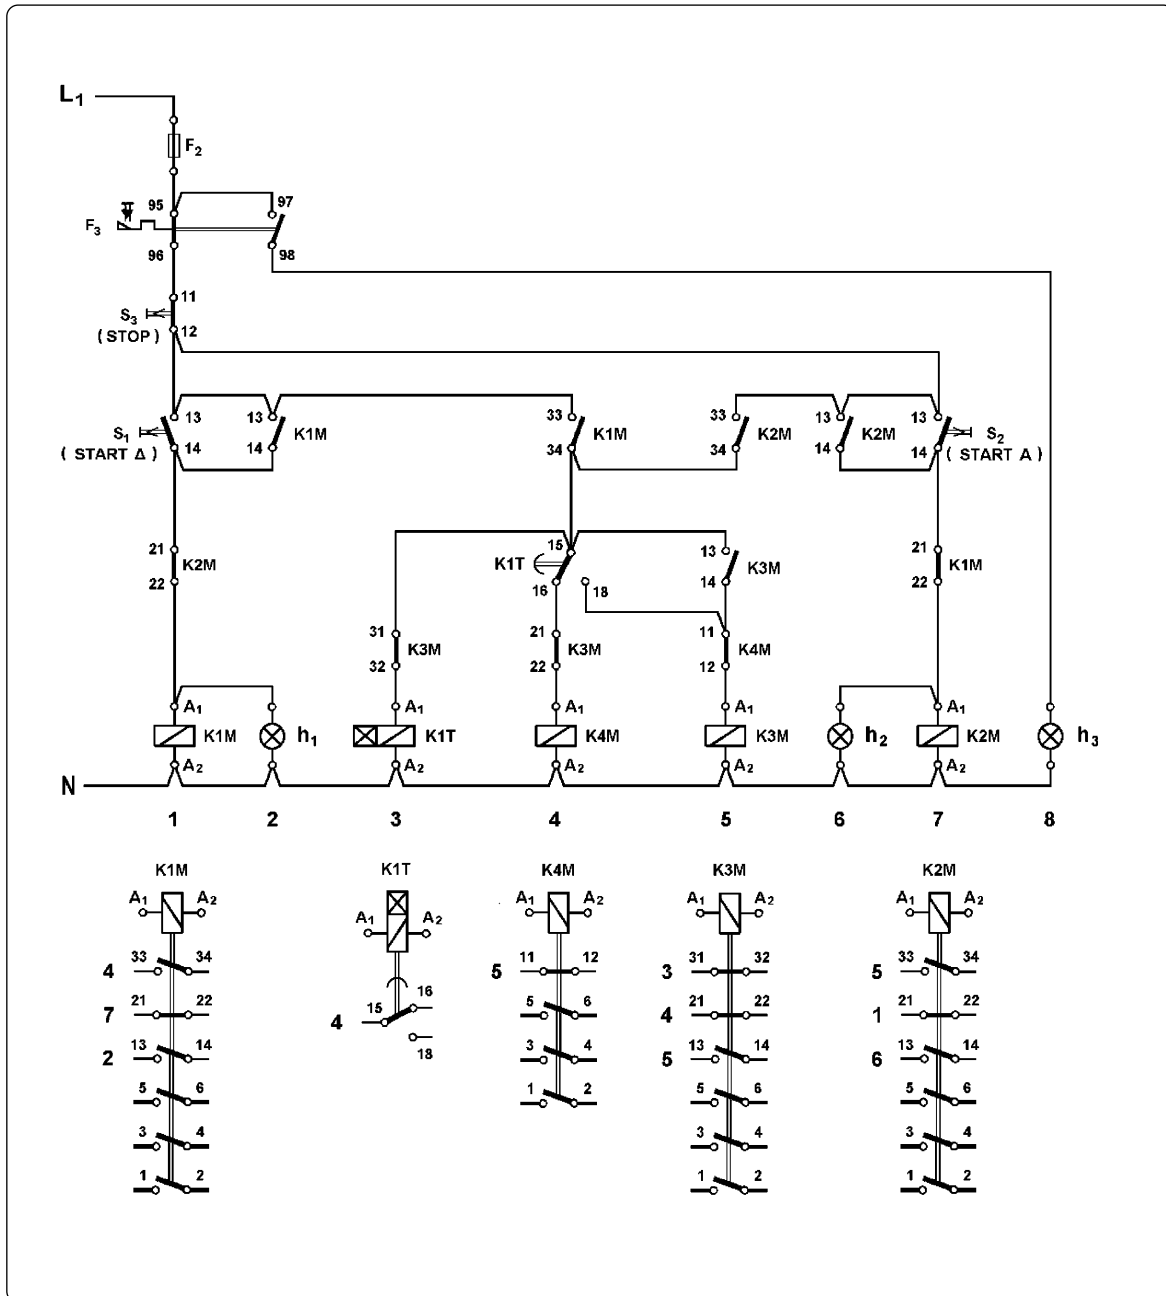 L1
F2
95 97
F3
96 98
11
S3
(STOP) 12
13 13 33 33 13 13
S1 K1M K1M K2M K2M S2
(START Δ) 14 14 34 34 14 14 (START A)
21 15 13 21
K2M K1T K3M K1M
22 16 18 14 22
31 21 11
K3M K3M K4M
32 22 12
A1 A1 A1 A1 A1
K1M h1 K1T K4M K3M h2 K2M h3
A2 A2 A2 A2 A2
N
1 2 3 4 5 6 7 8
K1M K1T K4M K3M K2M
A1 A2 A1 A2 A1 A2 A1 A2 A1 A2
4 33 34 5 11 12 3 31 32 5 33 34
7 21 22 4 15 16 5 6 4 21 22 1 21 22
2 13 14 18 3 4 5 13 14 6 13 14
5 6 1 2 5 6 5 6
3 4 3 4 3 4
1 2 1 2 1 2